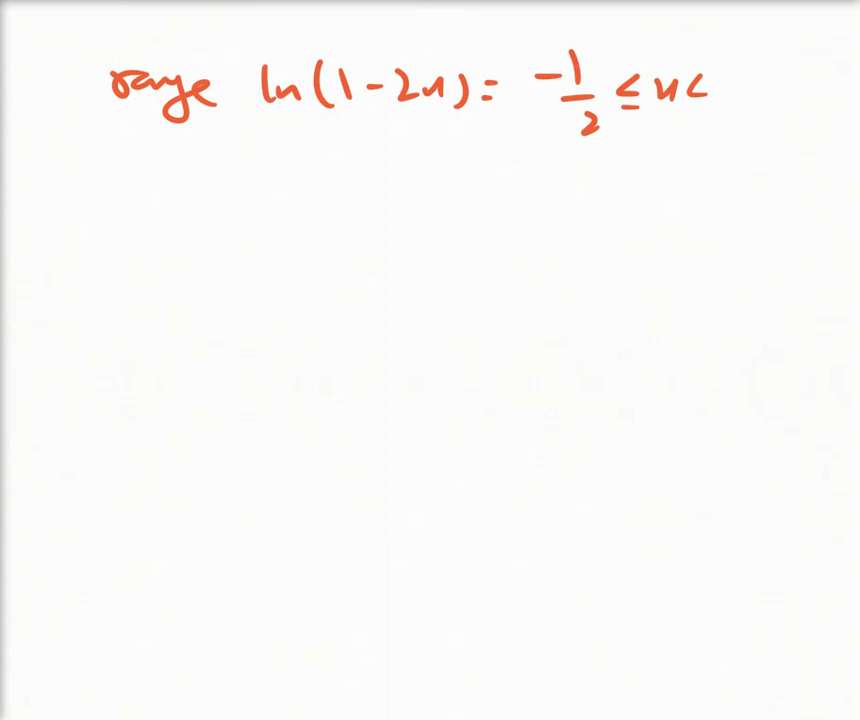 range ln(1-2x)= -1/2 ≤ x <